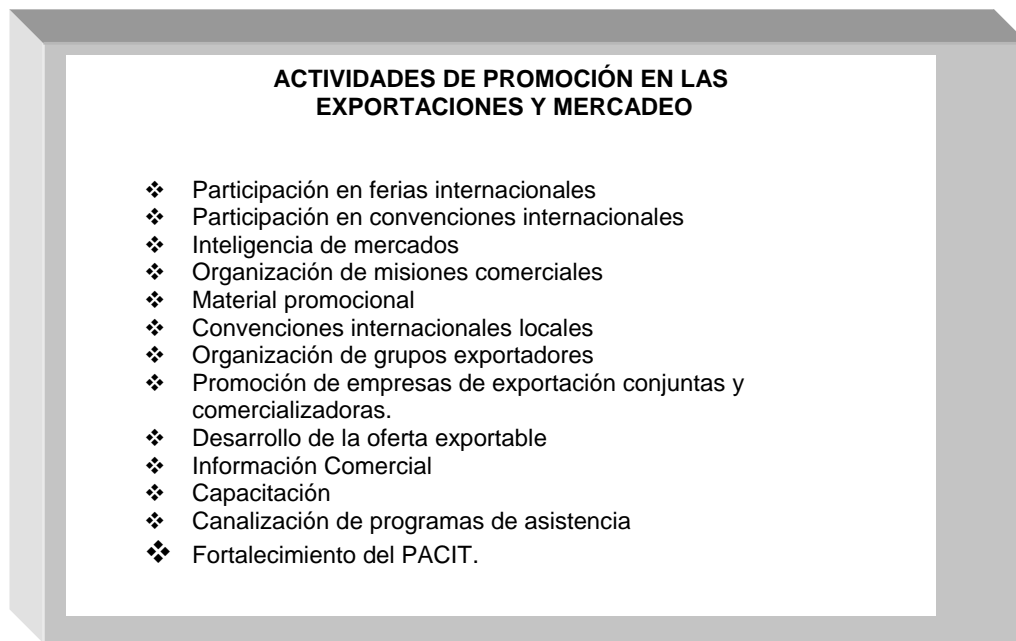 ACTIVIDADES DE PROMOCIÓN EN LAS
EXPORTACIONES Y MERCADEO
❖ Participación en ferias internacionales
❖ Participación en convenciones internacionales
❖ Inteligencia de mercados
❖ Organización de misiones comerciales
❖ Material promocional
❖ Convenciones internacionales locales
❖ Organización de grupos exportadores
❖ Promoción de empresas de exportación conjuntas y
comercializadoras.
❖ Desarrollo de la oferta exportable
❖ Información Comercial
❖ Capacitación
❖ Canalización de programas de asistencia
❖ Fortalecimiento del PACIT.